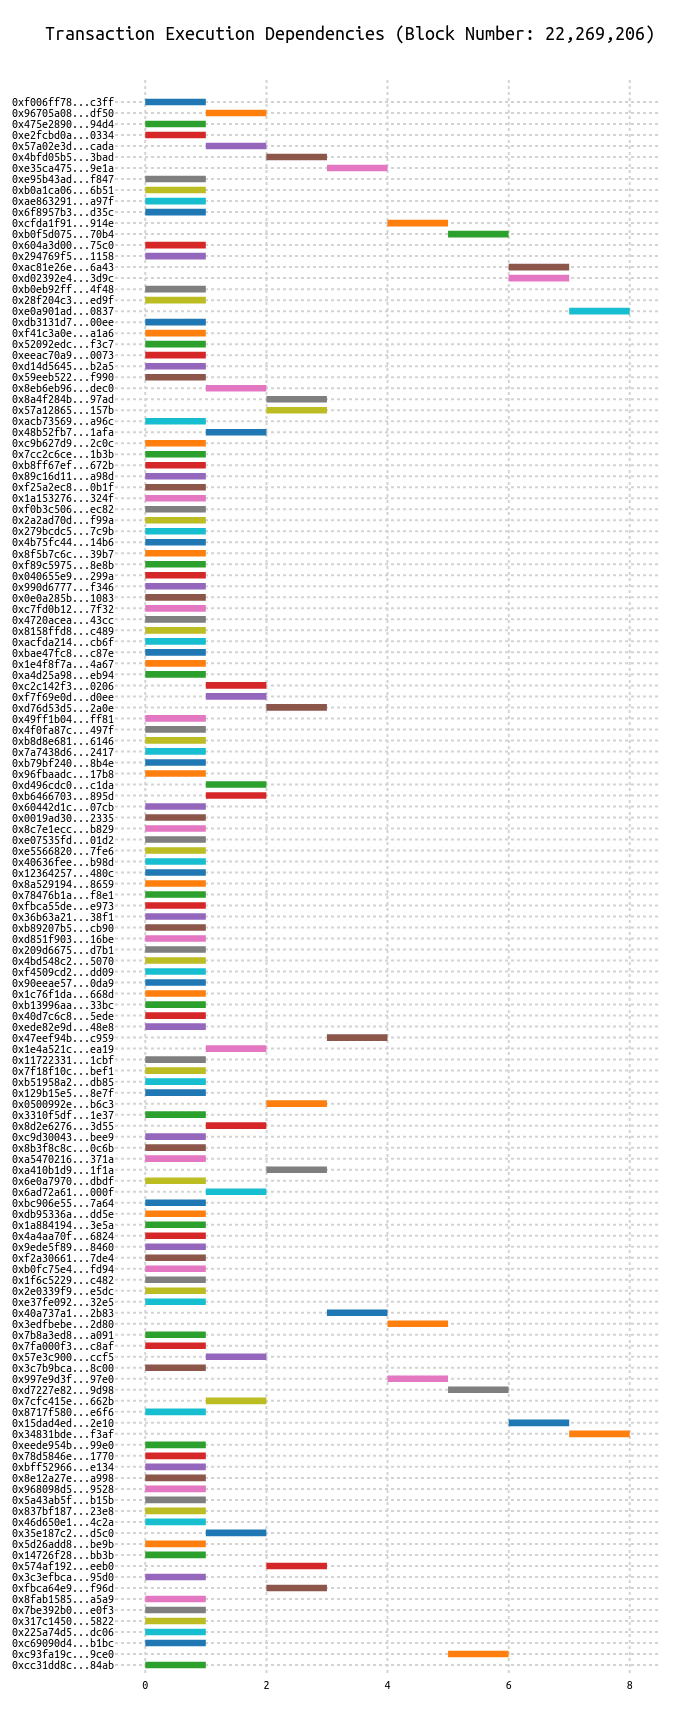 Transaction Execution Dependencies (Block Number: 22,269,206)
0xf006ff78...c3ff
0x96705a08...df50
0x475e2890...94d4
0xe2fcbd0a...0334
0x57a02e3d...cada
0x4bfd05b5...3bad
0xe35ca475...9e1a
0xe95b43ad...f847
0xb0a1ca06...6b51
0xae863291...a97f
0x6f8957b3...d35c
0xcfda1f91...914e
0xb0f5d075...70b4
0x604a3d00...75c0
0x294769f5...1158
0xac81e26e...6a43
0xd02392e4...3d9c
0xb0eb92ff...4f48
0x28f204c3...ed9f
0xe0a901ad...0837
0xdb3131d7...00ee
0xf41c3a0e...a1a6
0x52092edc...f3c7
0xeeac70a9...0073
0xd14d5645...b2a5
0x59eeb522...f990
0x8eb6eb96...dec0
0x8a4f284b...97ad
0x57a12865...157b
0xacb73569...a96c
0x48b52fb7...1afa
0xc9b627d9...2c0c
0x7cc2c6ce...1b3b
0xb8ff67ef...672b
0x89c16d11...a98d
0xf25a2ec8...0b1f
0x1a153276...324f
0xf0b3c506...ec82
0x2a2ad70d...f99a
0x279bcdc5...7c9b
0x4b75fc44...14b6
0x8f5b7c6c...39b7
0xf89c5975...8e8b
0x040655e9...299a
0x990d6777...f346
0x0e0a285b...1083
0xc7fd0b12...7f32
0x4720acea...43cc
0x8158ffd8...c489
0xacfda214...cb6f
0xbae47fc8...c87e
0x1e4f8f7a...4a67
0xa4d25a98...eb94
0xc2c142f3...0206
0xf7f69e0d...d0ee
0xd76d53d5...2a0e
0x49ff1b04...ff81
0x4f0fa87c...497f
0xb8d8e681...6146
0x7a7438d6...2417
0xb79bf240...8b4e
0x96fbaadc...17b8
0xd496cdc0...c1da
0xb6466703...895d
0x60442d1c...07cb
0x0019ad30...2335
0x8c7e1ecc...b829
0xe07535fd...01d2
0xe5566820...7fe6
0x40636fee...b98d
0x12364257...480c
0x8a529194...8659
0x78476b1a...f8e1
0xfbca55de...e973
0x36b63a21...38f1
0xb89207b5...cb90
0xd851f903...16be
0x209d6675...d7b1
0x4bd548c2...5070
0xf4509cd2...dd09
0x90eeae57...0da9
0x1c76f1da...668d
0xb13996aa...33bc
0x40d7c6c8...5ede
0xede82e9d...48e8
0x47eef94b...c959
0x1e4a521c...ea19
0x11722331...1cbf
0x7f18f10c...bef1
0xb51958a2...db85
0x129b15e5...8e7f
0x0500992e...b6c3
0x3310f5df...1e37
0x8d2e6276...3d55
0xc9d30043...bee9
0x8b3f8c8c...0c6b
0xa5470216...371a
0xa410b1d9...1f1a
0x6e0a7970...dbdf
0x6ad72a61...000f
0xbc906e55...7a64
0xdb95336a...dd5e
0x1a884194...3e5a
0x4a4aa70f...6824
0x9ede5f89...8460
0xf2a30661...7de4
0xb0fc75e4...fd94
0x1f6c5229...c482
0x2e0339f9...e5dc
0xe37fe092...32e5
0x40a737a1...2b83
0x3edfbebe...2d80
0x7b8a3ed8...a091
0x7fa000f3...c8af
0x57e3c900...ccf5
0x3c7b9bca...8c00
0x997e9d3f...97e0
0xd7227e82...9d98
0x7cfc415e...662b
0x8717f580...e6f6
0x15dad4ed...2e10
0x34831bde...f3af
0xeede954b...99e0
0x78d5846e...1770
0xbff52966...e134
0x8e12a27e...a998
0x968098d5...9528
0x5a43ab5f...b15b
0x837bf187...23e8
0x46d650e1...4c2a
0x35e187c2...d5c0
0x5d26add8...be9b
0x14726f28...bb3b
0x574af192...eeb0
0x3c3efbca...95d0
0xfbca64e9...f96d
0x8fab1585...a5a9
0x7be392b0...e0f3
0x317c1450...5822
0x225a74d5...dc06
0xc69090d4...b1bc
0xc93fa19c...9ce0
0xcc31dd8c...84ab
0 2 4 6 8